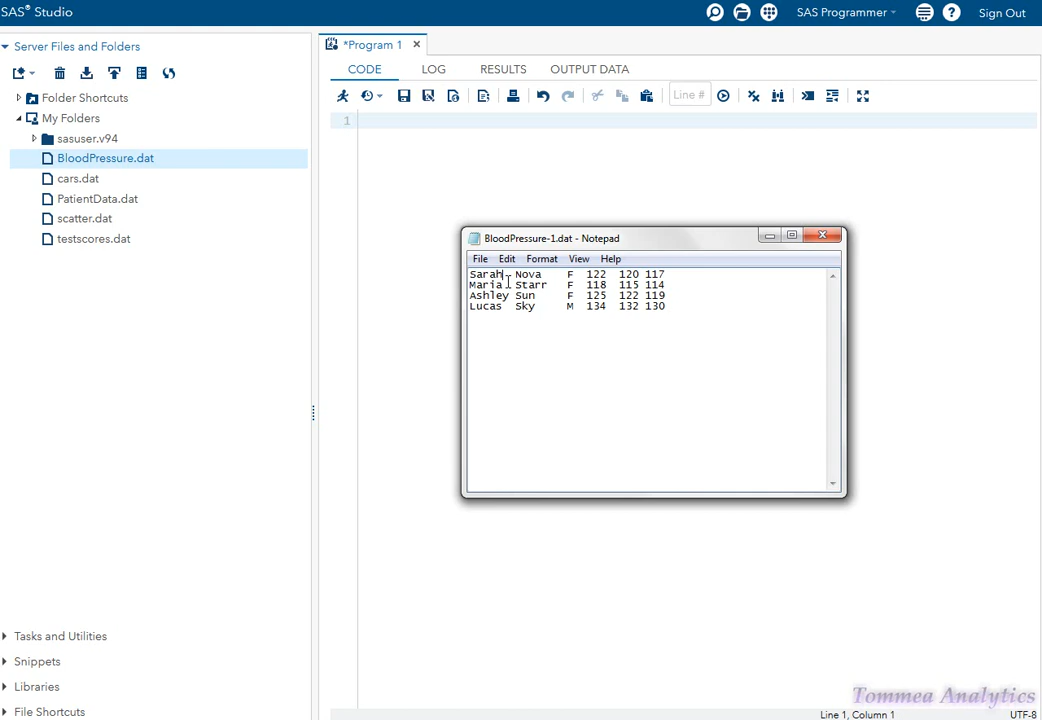 SAS® Studio
SAS Programmer
Sign Out
Server Files and Folders
Folder Shortcuts
My Folders
sasuser.v94
BloodPressure.dat
cars.dat
PatientData.dat
scatter.dat
testscores.dat
Tasks and Utilities
Snippets
Libraries
File Shortcuts
*Program 1
CODE LOG RESULTS OUTPUT DATA
Line #
1
BloodPressure-1.dat - Notepad
File Edit Format View Help
Sarah Nova F 122 120 117
Maria Starr F 118 115 114
Ashley Sun F 125 122 119
Lucas Sky M 134 132 130
Tommea Analytics
Line 1, Column 1
UTF-8